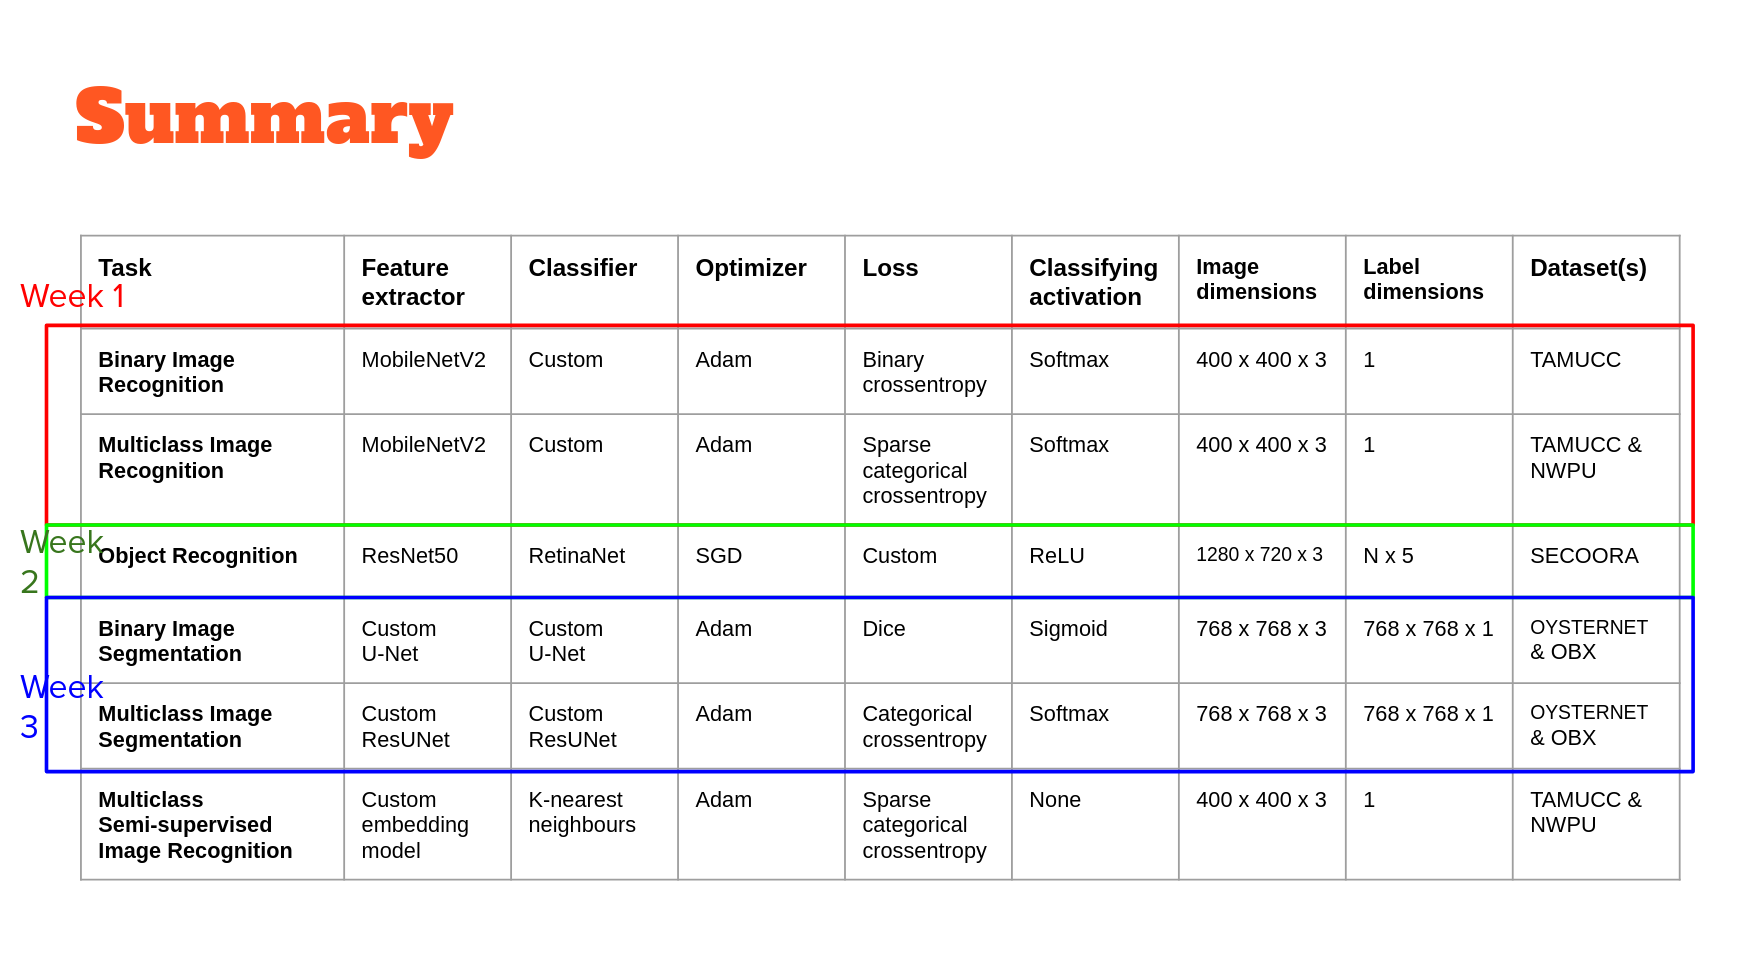 Summary
Task
Feature
extractor
Classifier
Optimizer
Loss
Classifying
activation
Image
dimensions
Label
dimensions
Dataset(s)
Week 1
Binary Image
Recognition
MobileNetV2
Custom
Adam
Binary
crossentropy
Softmax
400 x 400 x 3
1
TAMUCC
Multiclass Image
Recognition
MobileNetV2
Custom
Adam
Sparse
categorical
crossentropy
Softmax
400 x 400 x 3
1
TAMUCC &
NWPU
Week
2
Object Recognition
ResNet50
RetinaNet
SGD
Custom
ReLU
1280 x 720 x 3
N x 5
SECOORA
Binary Image
Segmentation
Custom
U-Net
Custom
U-Net
Adam
Dice
Sigmoid
768 x 768 x 3
768 x 768 x 1
OYSTERNET
& OBX
Week
3
Multiclass Image
Segmentation
Custom
ResUNet
Custom
ResUNet
Adam
Categorical
crossentropy
Softmax
768 x 768 x 3
768 x 768 x 1
OYSTERNET
& OBX
Multiclass
Semi-supervised
Image Recognition
Custom
embedding
model
K-nearest
neighbours
Adam
Sparse
categorical
crossentropy
None
400 x 400 x 3
1
TAMUCC &
NWPU